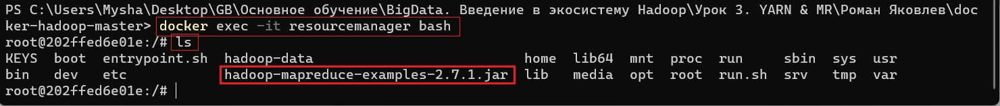 PS C:\Users\Mysha\Desktop\GB\Основное обучение\BigData. Введение в экосистему Hadoop\Урок 3. YARN & MR\Роман Яковлев\doc
ker-hadoop-master> docker exec -it resourcemanager bash
root@202ffed6e01e:/# ls
KEYS  boot  entrypoint.sh  hadoop-data                           home  lib64  mnt  proc  run     sbin  sys  usr
bin   dev   etc            hadoop-mapreduce-examples-2.7.1.jar  lib   media  opt  root  run.sh  srv   tmp  var
root@202ffed6e01e:/#